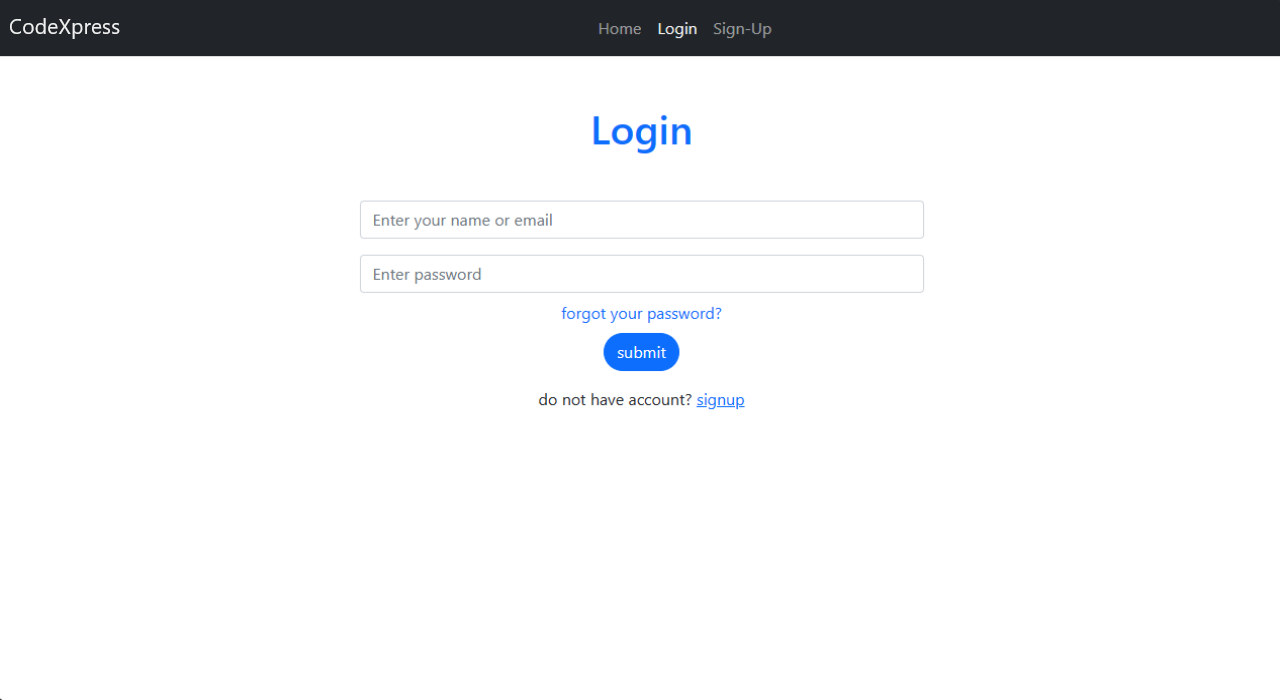 CodeXpress Home Login Sign-Up
Login
Enter your name or email
Enter password
forgot your password?
submit
do not have account? signup